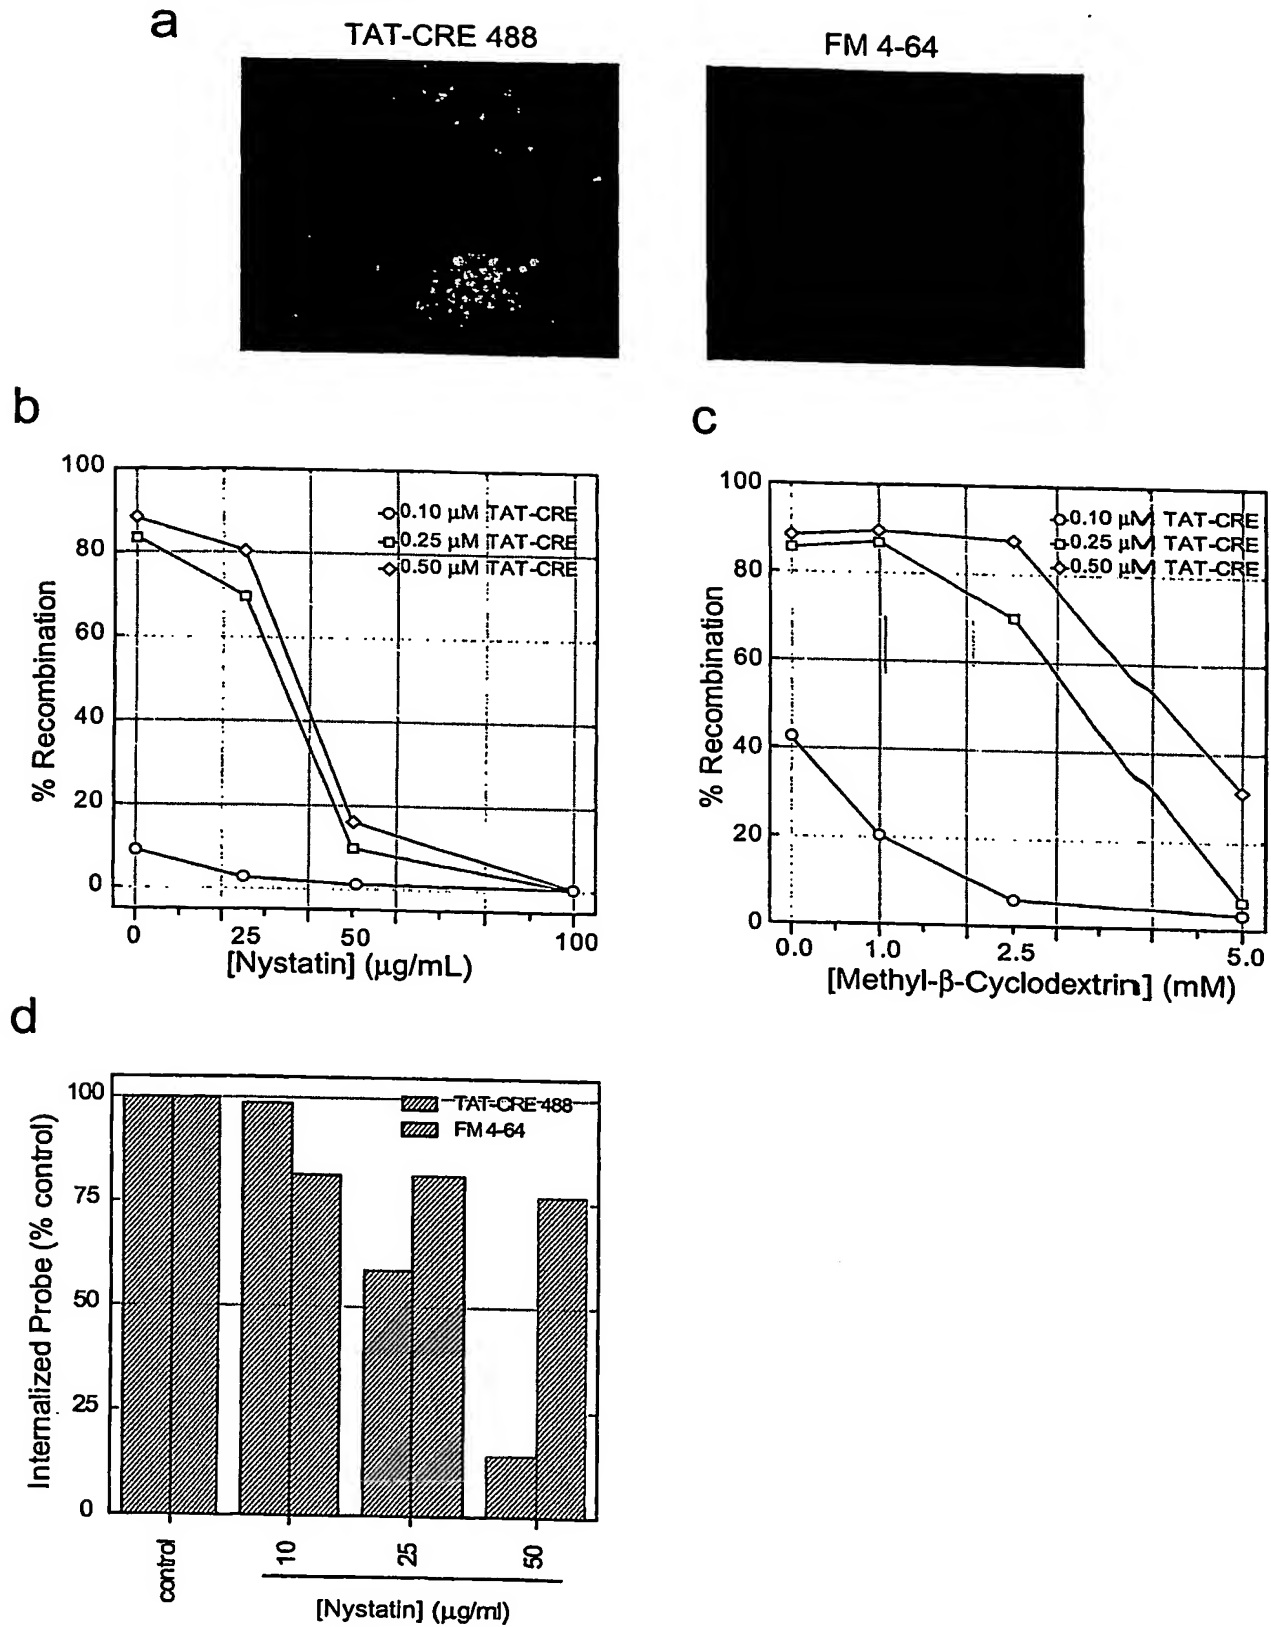 a
TAT-CRE 488
FM 4-64
b
100
80
60
40
20
0
% Recombination
0.10 μM TAT-CRE
0.25 μM TAT-CRE
0.50 μM TAT-CRE
0 25 50 100
[Nystatin] (μg/mL)
c
100
80
60
40
20
0
% Recombination
0.10 μM TAT-CRE
0.25 μM TAT-CRE
0.50 μM TAT-CRE
0.0 1.0 2.5 5.0
[Methyl-β-Cyclodextrin] (mM)
d
100
75
50
25
0
Internalized Probe (% control)
TAT-CRE 488
FM 4-64
control 10 25 50
[Nystatin] (μg/ml)